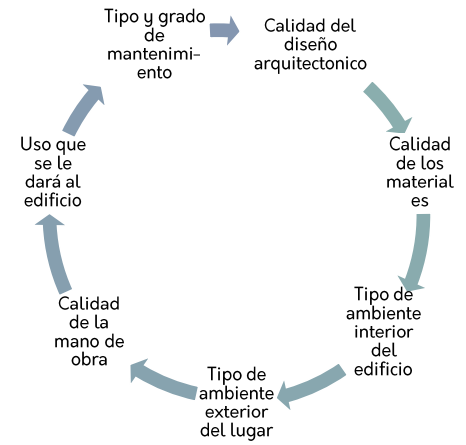 Tipo y grado
de
mantenimi-
ento
Calidad del
diseño
arquitectonico
Calidad
de los
material
es
Tipo de
ambiente
interior
del
edificio
Tipo de
ambiente
exterior
del lugar
Calidad
de la
mano de
obra
Uso que
se le
dará al
edificio